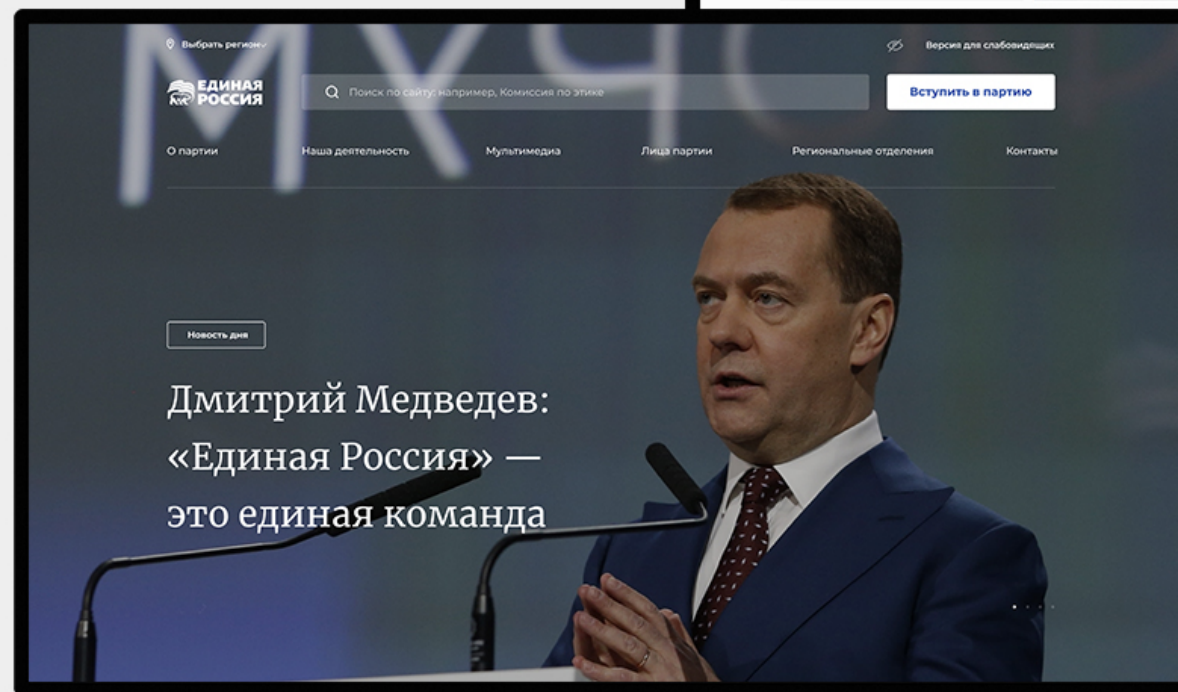 Выбрать регион
Версия для слабовидящих
ЕДИНАЯ
РОССИЯ
Поиск по сайту: например, Комиссия по этике
Вступить в партию
О партии
Наша деятельность
Мультимедиа
Лица партии
Региональные отделения
Контакты
Новость дня
Дмитрий Медведев:
«Единая Россия» —
это единая команда